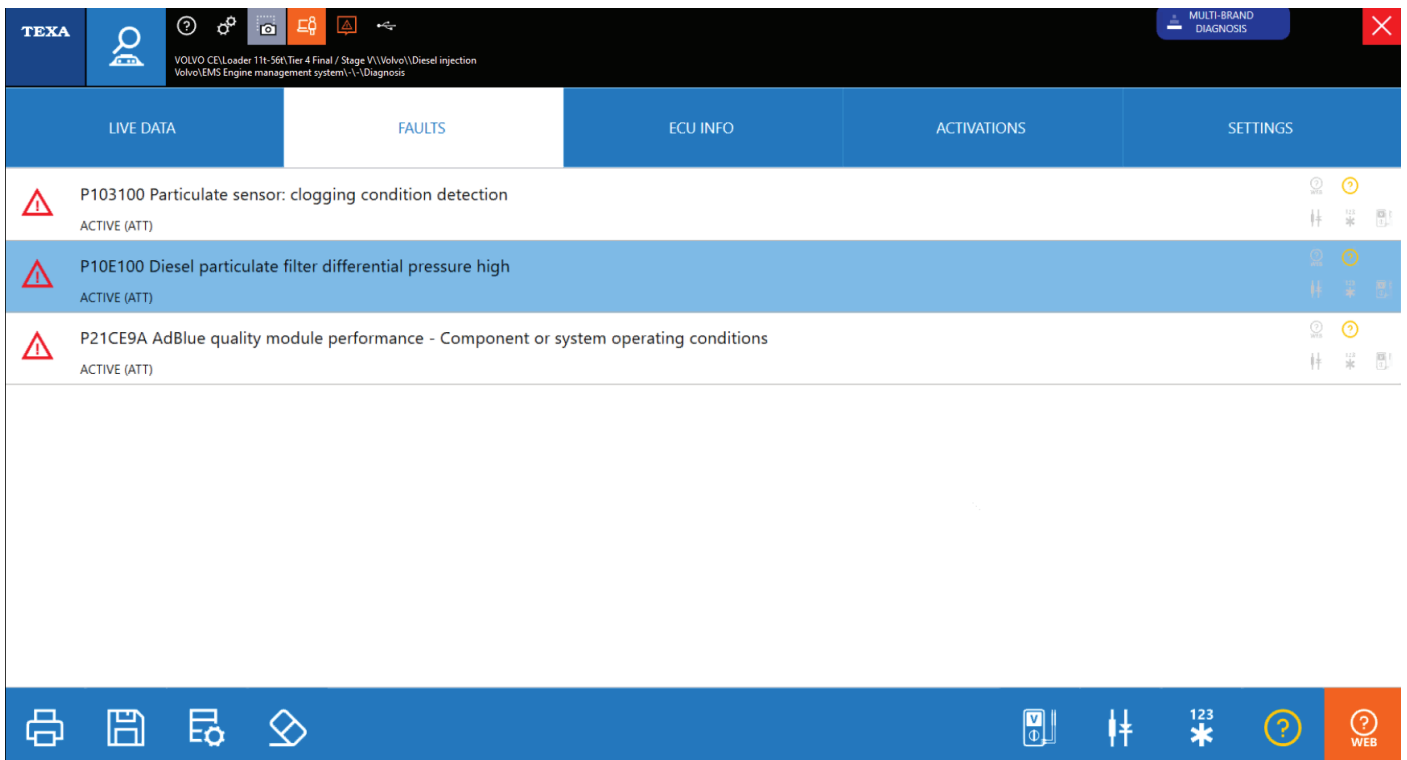 TEXA
VOLVO CE\Loader 11t-56t\Tier 4 Final / Stage V\\Volvo\\Diesel injection
Volvo\EMS Engine management system\-\-\Diagnosis
MULTI-BRAND
DIAGNOSIS
LIVE DATA
FAULTS
ECU INFO
ACTIVATIONS
SETTINGS
P103100 Particulate sensor: clogging condition detection
ACTIVE (ATT)
P10E100 Diesel particulate filter differential pressure high
ACTIVE (ATT)
P21CE9A AdBlue quality module performance - Component or system operating conditions
ACTIVE (ATT)
V
123
?
?
WEB